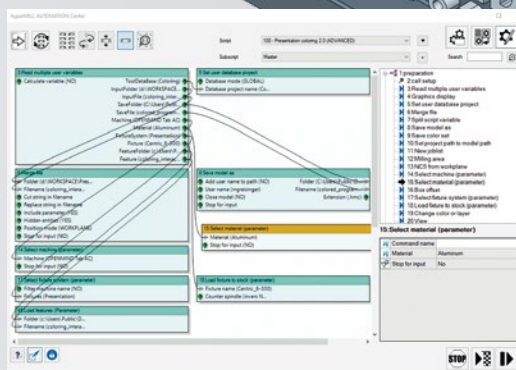 hyperMILL AUTOMATION Center
Script
100 - Presentation coloring 2.0 (ADVANCED)
Subscript
Master
Search
3:Read multiple user variables
Calculate variable (NO)
ToolDatabase (Coloring)
InputFolder (d:\WORKSPACE\
InputFile (coloring_inter...
SaveFolder (C:\Users\Public\
SaveFile (colored_program...
Machine (OPENMIND Tab AC)
Material (Aluminum)
FixtureSystem (Presentation)
Fixture (Centric_6-300)
FeatureFolder (c:\Users\P...
Feature (coloring_intera...
5:Set user database project
Database mode (GLOBAL)
Database project name (Co...
6:Merge file
Folder (d:\WORKSPACE\Pres...
Filename (coloring_intera...
Cut string in filename
Replace string in filename
Include parameter (YES)
Hidden entities (YES)
Position mode (WORKPLANE)
Stop for input (NO)
8:Save model as
Add user name to path (NO)
User name (mgreisinger)
Close model (NO)
Stop for input
Folder (C:\Users\Public\D...
Filename (colored_program...
Extension (.hmc)
15:Select material (parameter)
Material (Aluminum)
Stop for input (NO)
14:Select machine (parameter)
Machine (OPENMIND Tab AC)
Stop for input (NO)
17:Select fixture system (parameter)
Filter machine name (NO)
Fixtures (Presentation)
18:Load fixture to stock (parameter)
Fixture name (Centric_6-300)
Counter spindle (invers N...
Load features (Parameter)
Folder (c:\Users\Public\D...
Filename (coloring_intera...
1:preparation
2:call setup
3:Read multiple user variables
4:Graphics display
5:Set user database project
6:Merge file
7:Split script variable
8:Save model as
9:Save color set
10:Set project path to model path
11:New joblist
12:Milling area
13:NCS from workplane
14:Select machine (parameter)
15:Select material (parameter)
16:Box offset
17:Select fixture system (parameter)
18:Load fixture to stock (parameter)
19:Change color or layer
20:View
15:Select material (parameter)
Command name
Material Aluminum
Stop for input No
STOP